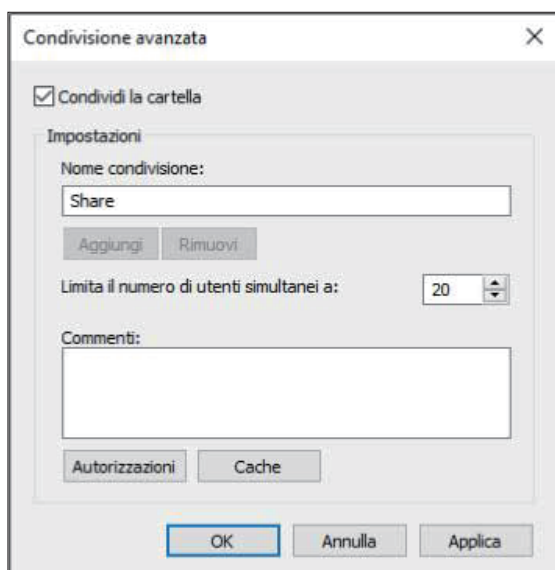 Condivisione avanzata
Condividi la cartella
Impostazioni
Nome condivisione:
Share
Aggiungi Rimuovi
Limita il numero di utenti simultanei a: 20
Commenti:
Autorizzazioni Cache
OK Annulla Applica